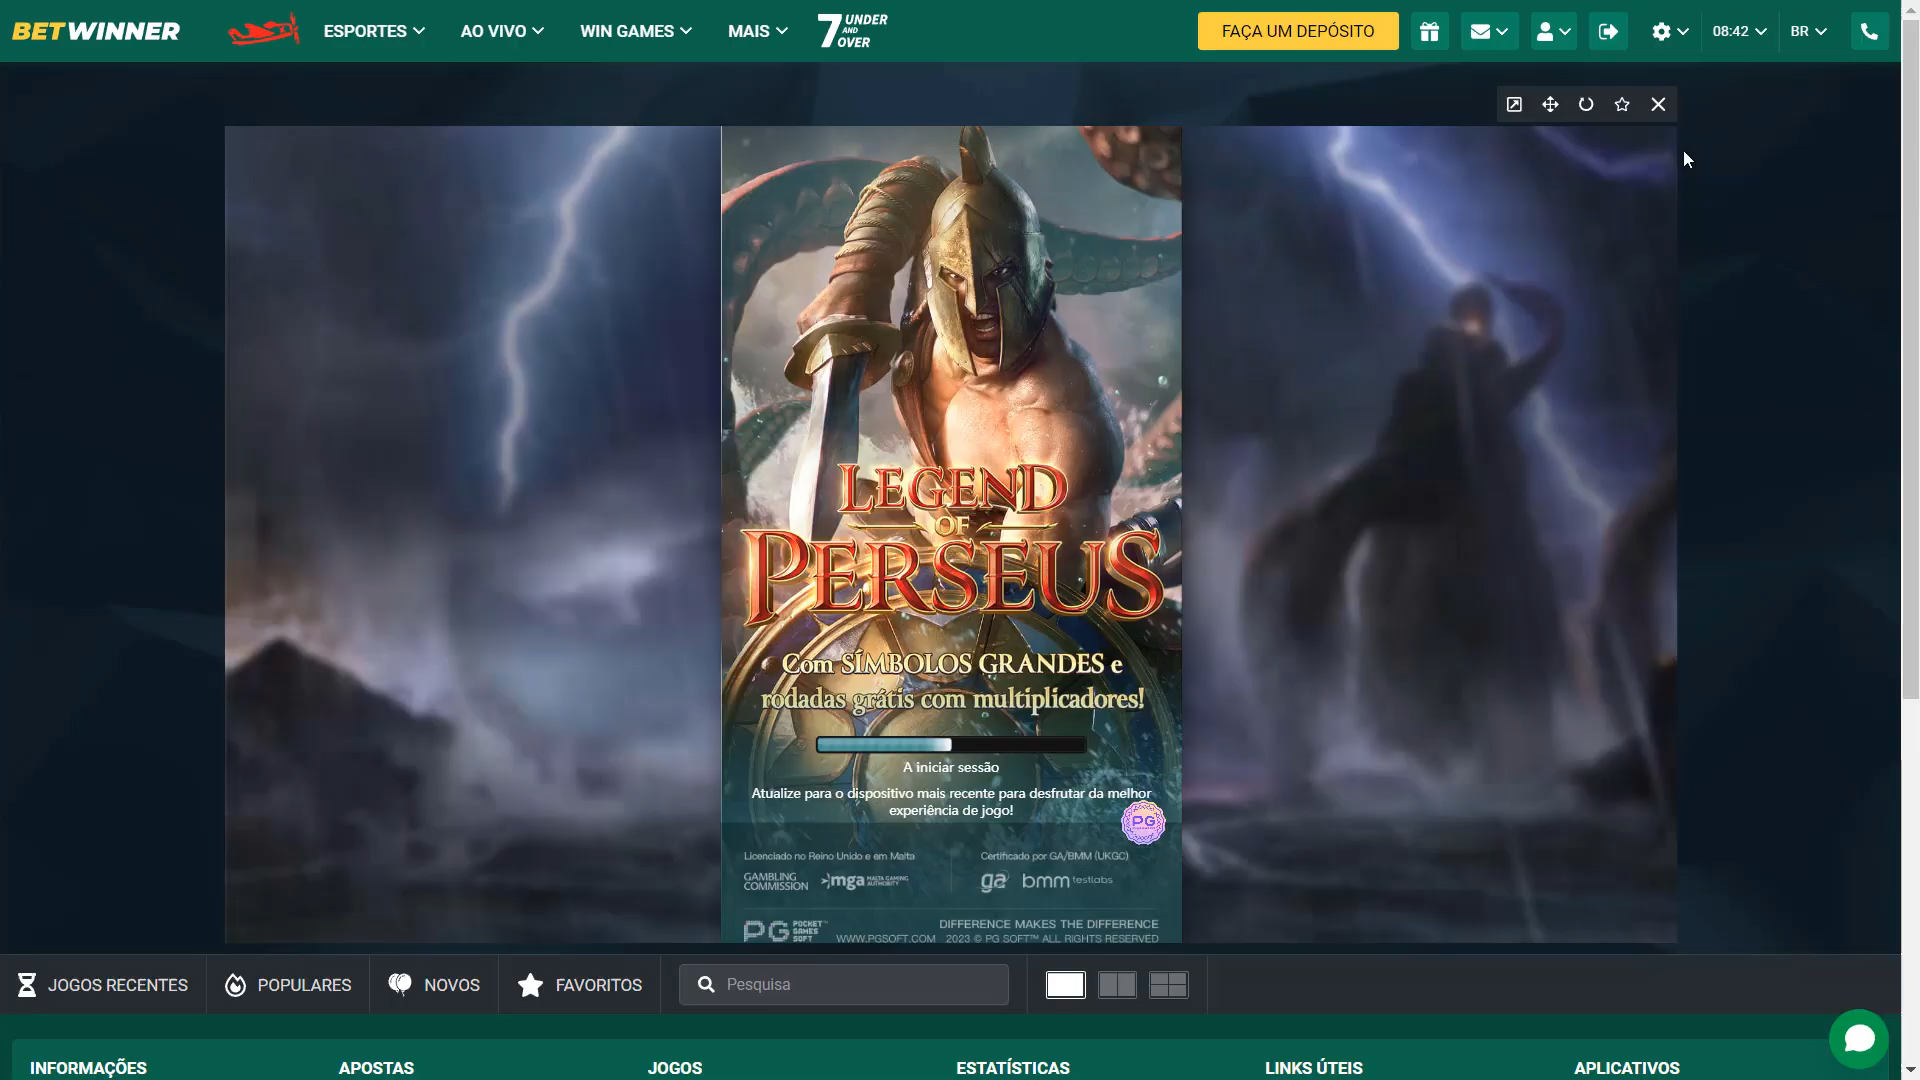 BETWINNER
ESPORTES
AO VIVO
WIN GAMES
MAIS
7 UNDER AND OVER
FAÇA UM DEPÓSITO
08:42
BR
LEGEND
OF
PERSEUS
Com SÍMBOLOS GRANDES e
rodadas grátis com multiplicadores!
A iniciar sessão
Atualize para o dispositivo mais recente para desfrutar da melhor
experiência de jogo!
PG
Licenciado no Reino Unido e em Malta
Certificado por GA/BMM (UKGC)
GAMBLING
COMMISSION
mga MALTA GAMING
AUTHORITY
ga
bmm testlabs
PG POCKET
GAMES
SOFT™
DIFFERENCE MAKES THE DIFFERENCE
WWW.PGSOFT.COM 2023 © PG SOFT™ ALL RIGHTS RESERVED
JOGOS RECENTES
POPULARES
NOVOS
FAVORITOS
Pesquisa
INFORMAÇÕES
APOSTAS
JOGOS
ESTATÍSTICAS
LINKS ÚTEIS
APLICATIVOS